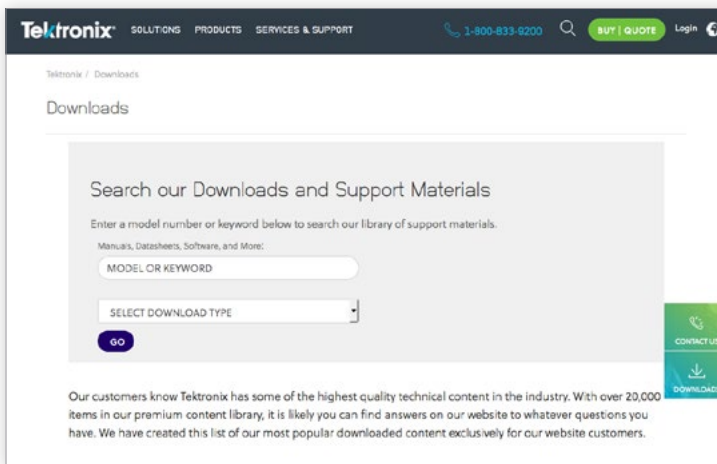 Tektronix SOLUTIONS PRODUCTS SERVICES & SUPPORT 1-800-833-9200 BUY | QUOTE Login
Tektronix / Downloads
Downloads
Search our Downloads and Support Materials
Enter a model number or keyword below to search our library of support materials.
Manuals, Datasheets, Software, and More:
MODEL OR KEYWORD
SELECT DOWNLOAD TYPE
GO
CONTACT US
DOWNLOADS
Our customers know Tektronix has some of the highest quality technical content in the industry. With over 20,000
items in our premium content library, it is likely you can find answers on our website to whatever questions you
have. We have created this list of our most popular downloaded content exclusively for our website customers.